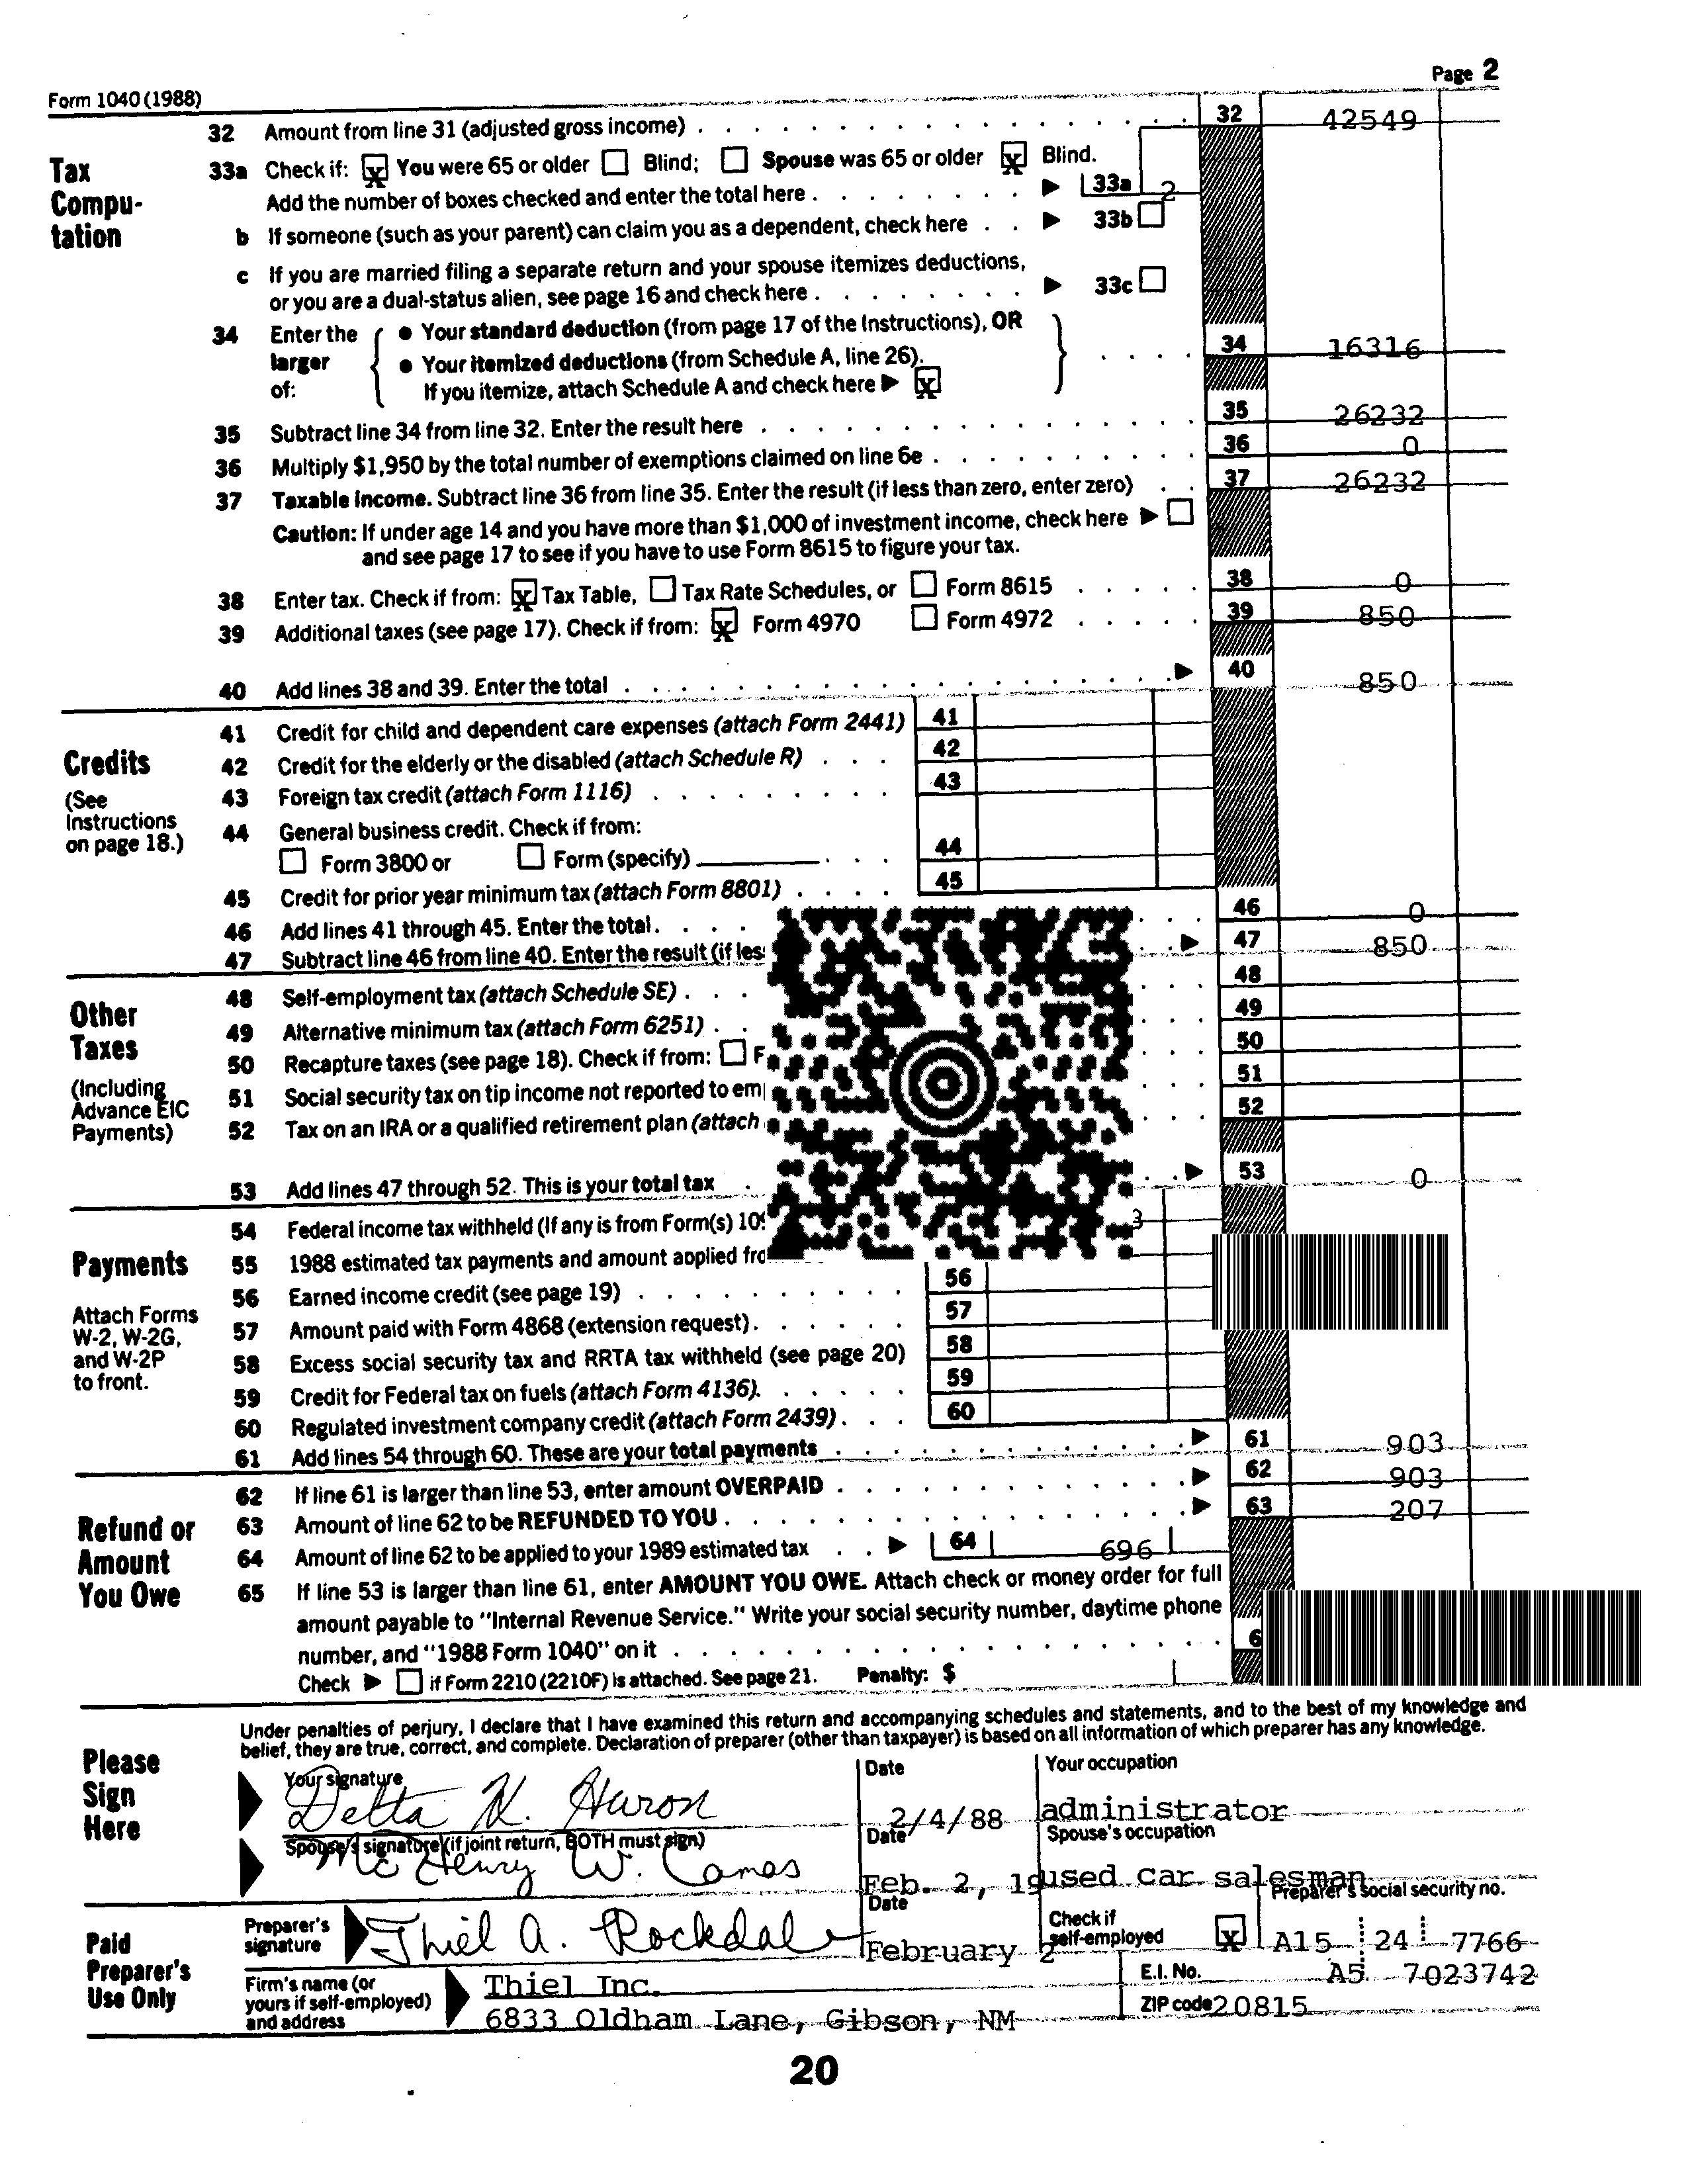 Page 2
Form 1040 (1988)
32 Amount from line 31 (adjusted gross income) 32 42549
Tax Computation
33a Check if: X You were 65 or older Blind; Spouse was 65 or older X Blind.
Add the number of boxes checked and enter the total here 33a 2
b If someone (such as your parent) can claim you as a dependent, check here 33b
c If you are married filing a separate return and your spouse itemizes deductions,
or you are a dual-status alien, see page 16 and check here 33c
34 Enter the larger of: • Your standard deduction (from page 17 of the Instructions), OR
• Your itemized deductions (from Schedule A, line 26). 34 16316
If you itemize, attach Schedule A and check here X
35 Subtract line 34 from line 32. Enter the result here 35 26232
36 Multiply $1,950 by the total number of exemptions claimed on line 6e 36 0
37 Taxable income. Subtract line 36 from line 35. Enter the result (if less than zero, enter zero) 37 26232
Caution: If under age 14 and you have more than $1,000 of investment income, check here
and see page 17 to see if you have to use Form 8615 to figure your tax.
38 Enter tax. Check if from: X Tax Table, Tax Rate Schedules, or Form 8615 38 0
39 Additional taxes (see page 17). Check if from: X Form 4970 Form 4972 39 850
40 Add lines 38 and 39. Enter the total 40 850
Credits
(See Instructions on page 18.)
41 Credit for child and dependent care expenses (attach Form 2441) 41
42 Credit for the elderly or the disabled (attach Schedule R) 42
43 Foreign tax credit (attach Form 1116) 43
44 General business credit. Check if from:
Form 3800 or Form (specify) 44
45 Credit for prior year minimum tax (attach Form 8801) 45
46 Add lines 41 through 45. Enter the total. 46 0
47 Subtract line 46 from line 40. Enter the result (if les 47 850
Other Taxes
(Including Advance EIC Payments)
48 Self-employment tax (attach Schedule SE) 48
49 Alternative minimum tax (attach Form 6251) 49
50 Recapture taxes (see page 18). Check if from: F 50
51 Social security tax on tip income not reported to em 51
52 Tax on an IRA or a qualified retirement plan (attach 52
53 Add lines 47 through 52. This is your total tax 53 0
Payments
Attach Forms W-2, W-2G, and W-2P to front.
54 Federal income tax withheld (If any is from Form(s) 109 3
55 1988 estimated tax payments and amount applied fro
56 Earned income credit (see page 19) 56
57 Amount paid with Form 4868 (extension request) 57
58 Excess social security tax and RRTA tax withheld (see page 20) 58
59 Credit for Federal tax on fuels (attach Form 4136). 59
60 Regulated investment company credit (attach Form 2439) 60
61 Add lines 54 through 60. These are your total payments 61 903
Refund or Amount You Owe
62 If line 61 is larger than line 53, enter amount OVERPAID 62 903
63 Amount of line 62 to be REFUNDED TO YOU 63 207
64 Amount of line 62 to be applied to your 1989 estimated tax 64 696
65 If line 53 is larger than line 61, enter AMOUNT YOU OWE. Attach check or money order for full
amount payable to "Internal Revenue Service." Write your social security number, daytime phone
number, and "1988 Form 1040" on it 6
Check if Form 2210 (2210F) is attached. See page 21. Penalty: $
Please Sign Here
Under penalties of perjury, I declare that I have examined this return and accompanying schedules and statements, and to the best of my knowledge and
belief, they are true, correct, and complete. Declaration of preparer (other than taxpayer) is based on all information of which preparer has any knowledge.
Your signature Date Your occupation
Delta K. Huron 2/4/88 administrator
Spouse's signature (if joint return, BOTH must sign) Date Spouse's occupation
McHenry W. Camas Feb. 2, 19 used car salesman
Paid Preparer's Use Only
Preparer's signature Date Check if self-employed X Preparer's social security no.
Thiel A. Rockdale February 2 A15 24 7766
Firm's name (or yours if self-employed) and address
Thiel Inc. E.I. No. A5 7023742
6833 Oldham Lane, Gibson, NM ZIP code 20815
20